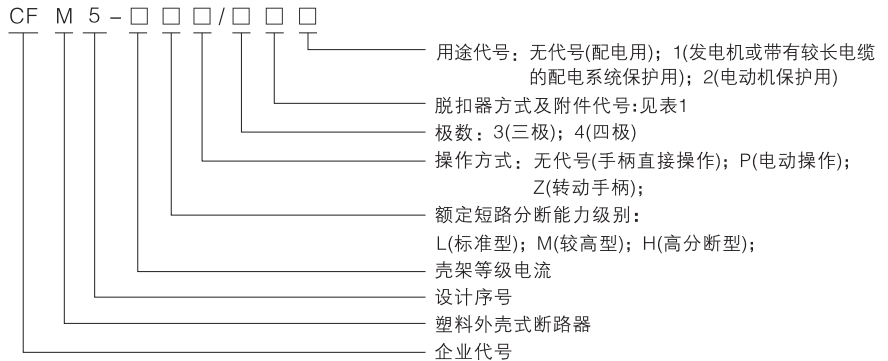 CF M 5-□□□/□□□
用途代号：无代号(配电用)；1(发电机或带有较长电缆
的配电系统保护用)；2(电动机保护用)
脱扣器方式及附件代号:见表1
极数：3(三极)；4(四极)
操作方式：无代号(手柄直接操作)；P(电动操作)；
Z(转动手柄)；
额定短路分断能力级别：
L(标准型)；M(较高型)；H(高分断型)；
壳架等级电流
设计序号
塑料外壳式断路器
企业代号